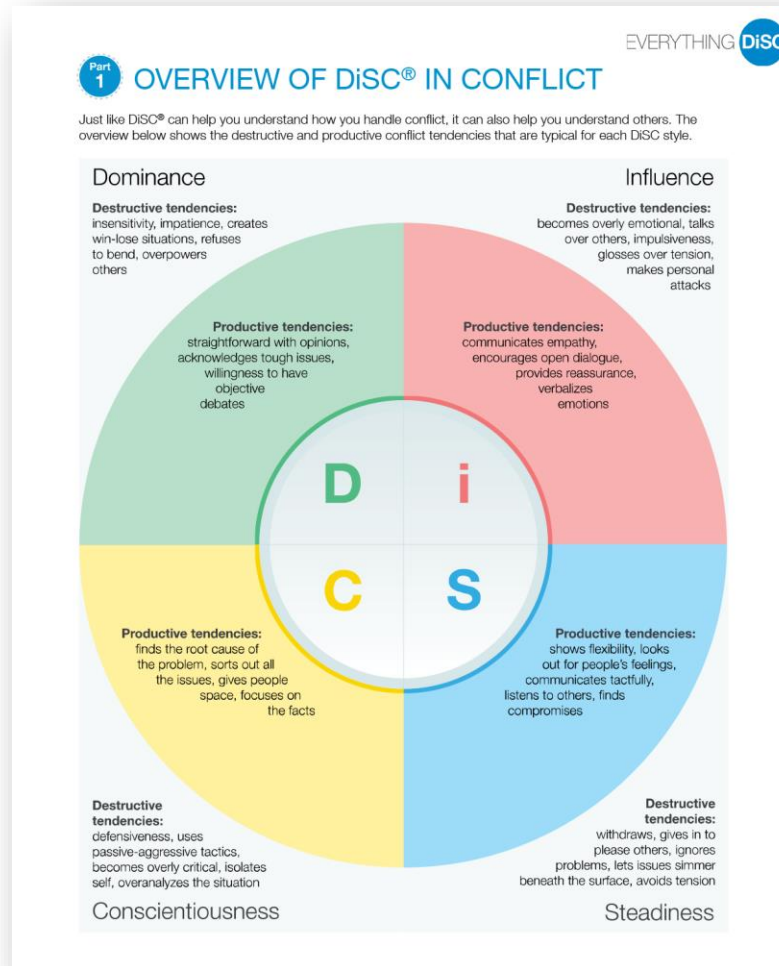 EVERYTHING DiSC
Part
1
OVERVIEW OF DiSC® IN CONFLICT
Just like DiSC® can help you understand how you handle conflict, it can also help you understand others. The
overview below shows the destructive and productive conflict tendencies that are typical for each DiSC style.
Dominance
Destructive tendencies:
insensitivity, impatience, creates
win-lose situations, refuses
to bend, overpowers
others
Influence
Destructive tendencies:
becomes overly emotional, talks
over others, impulsiveness,
glosses over tension,
makes personal
attacks
Productive tendencies:
straightforward with opinions,
acknowledges tough issues,
willingness to have
objective
debates
Productive tendencies:
communicates empathy,
encourages open dialogue,
provides reassurance,
verbalizes
emotions
D
i
C
S
Productive tendencies:
finds the root cause of
the problem, sorts out all
the issues, gives people
space, focuses on
the facts
Productive tendencies:
shows flexibility, looks
out for people's feelings,
communicates tactfully,
listens to others, finds
compromises
Destructive
tendencies:
defensiveness, uses
passive-aggressive tactics,
becomes overly critical, isolates
self, overanalyzes the situation
Conscientiousness
Destructive
tendencies:
withdraws, gives in to
please others, ignores
problems, lets issues simmer
beneath the surface, avoids tension
Steadiness